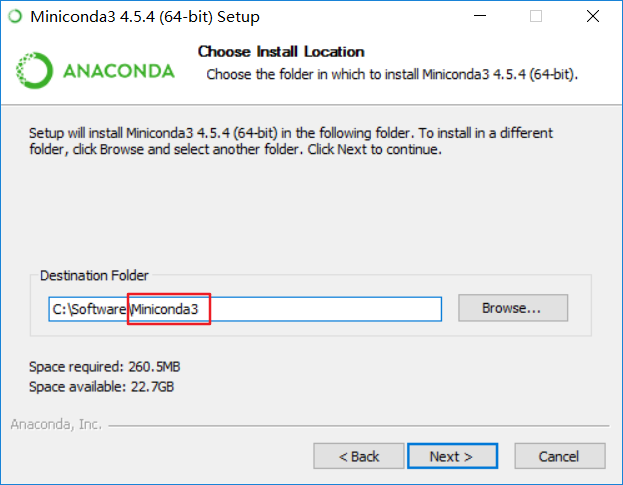 Miniconda3 4.5.4 (64-bit) Setup
Choose Install Location
ANACONDA
Choose the folder in which to install Miniconda3 4.5.4 (64-bit).
Setup will install Miniconda3 4.5.4 (64-bit) in the following folder. To install in a different
folder, click Browse and select another folder. Click Next to continue.
Destination Folder
C:\Software\Miniconda3
Browse...
Space required: 260.5MB
Space available: 22.7GB
Anaconda, Inc.
< Back
Next >
Cancel